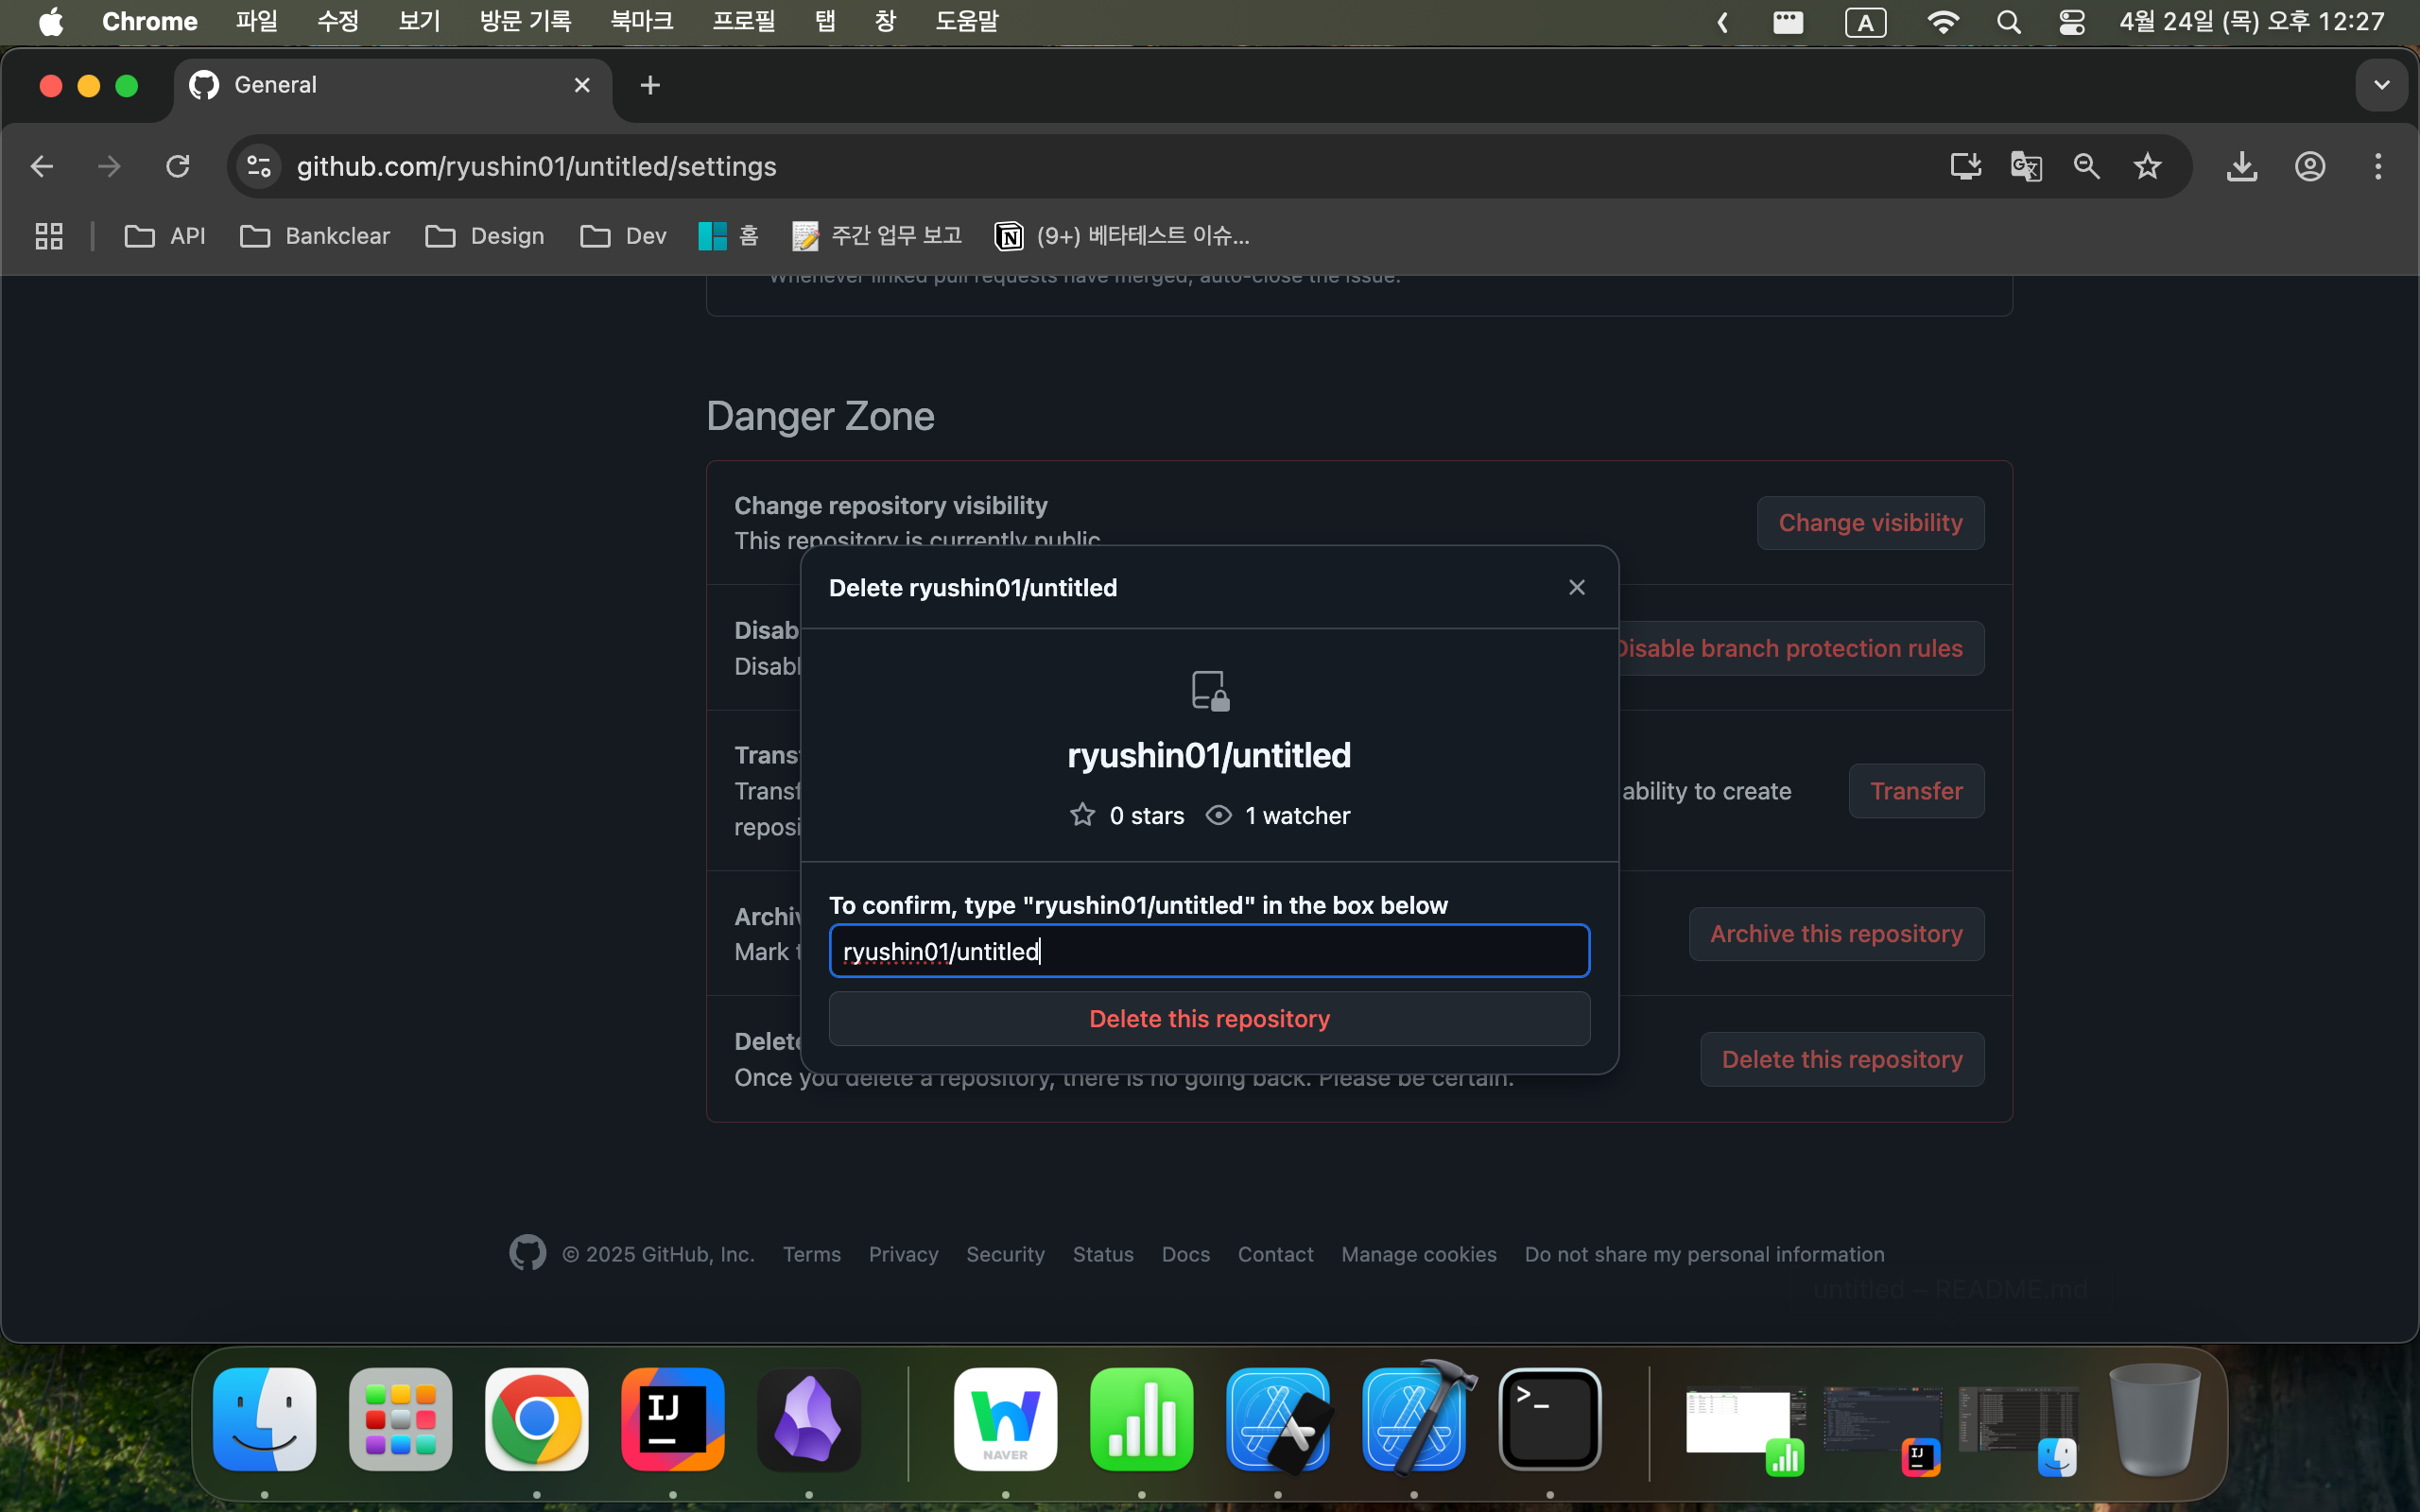 Chrome 파일 수정 보기 방문 기록 북마크 프로필 탭 창 도움말 A 4월 24일 (목) 오후 12:27
General
github.com/ryushin01/untitled/settings
API Bankclear Design Dev 홈 주간 업무 보고 (9+) 베타테스트 이슈...
Whenever linked pull requests have merged, auto-close the issue.
Danger Zone
Change repository visibility
This repository is currently public
Change visibility
Delete ryushin01/untitled
Disab
Disabl
Disable branch protection rules
ryushin01/untitled
0 stars 1 watcher
Trans
Transf
reposi
ability to create
Transfer
To confirm, type "ryushin01/untitled" in the box below
ryushin01/untitled
Archiv
Mark t
Archive this repository
Delete this repository
Delete
Once you delete a repository, there is no going back. Please be certain.
Delete this repository
© 2025 GitHub, Inc. Terms Privacy Security Status Docs Contact Manage cookies Do not share my personal information
untitled – README.md
IJ
NAVER
>_
IJ